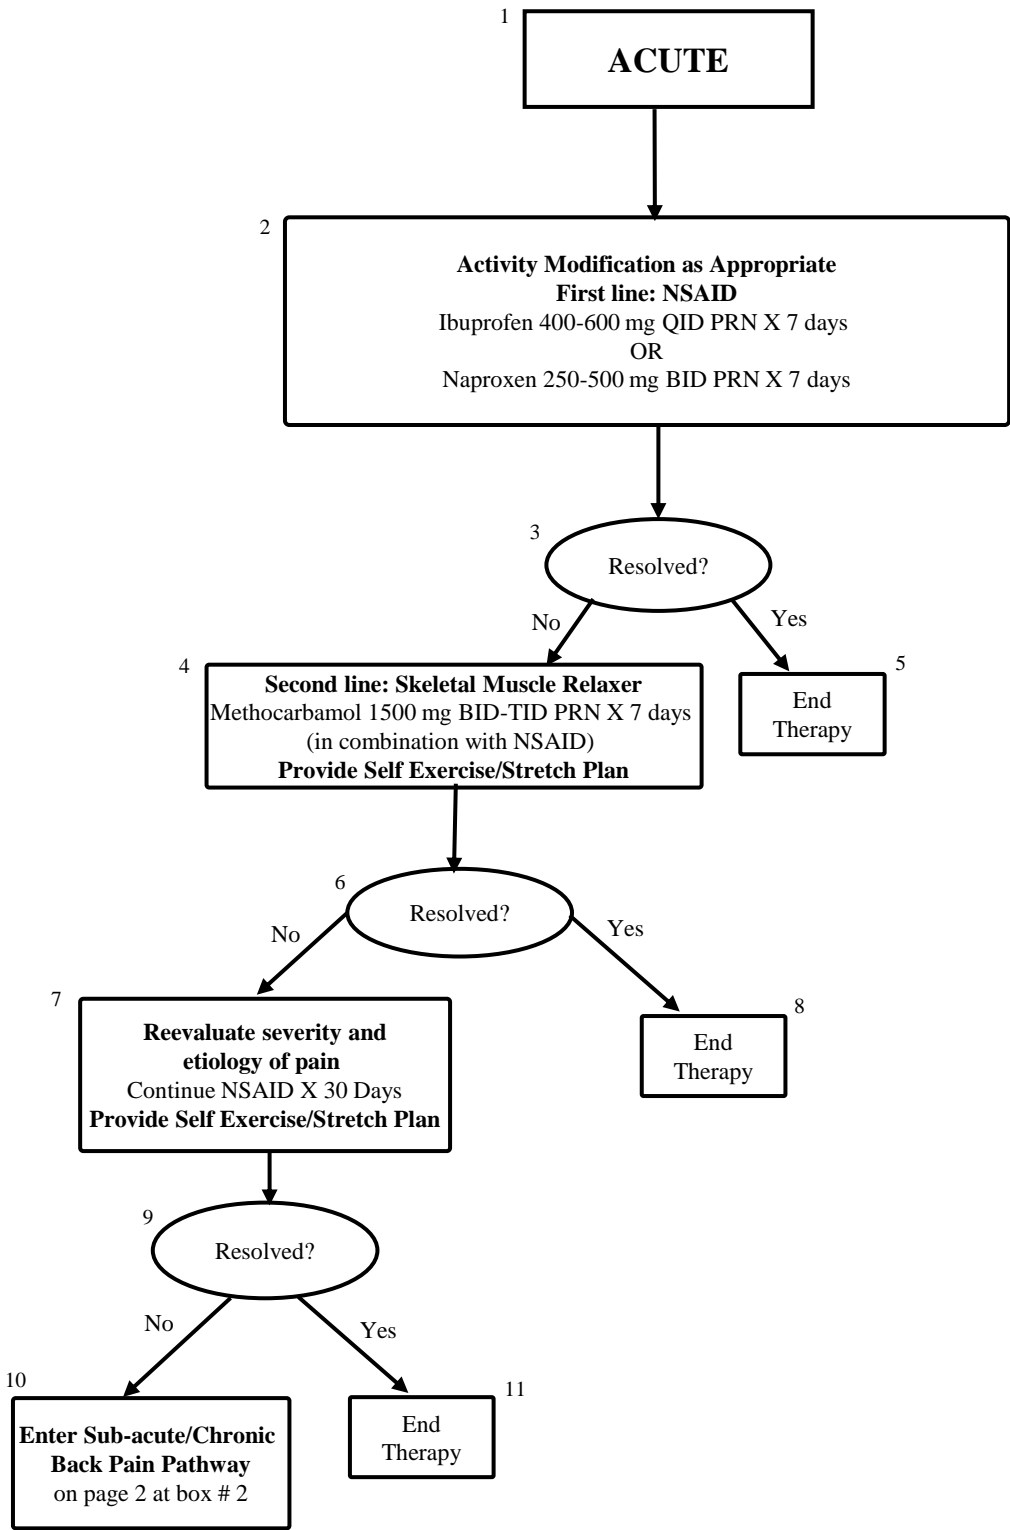 1
ACUTE
2
Activity Modification as Appropriate
First line: NSAID
Ibuprofen 400-600 mg QID PRN X 7 days
OR
Naproxen 250-500 mg BID PRN X 7 days
3
Resolved?
No
Yes
4
Second line: Skeletal Muscle Relaxer
Methocarbamol 1500 mg BID-TID PRN X 7 days
(in combination with NSAID)
Provide Self Exercise/Stretch Plan
5
End
Therapy
6
Resolved?
No
Yes
7
Reevaluate severity and
etiology of pain
Continue NSAID X 30 Days
Provide Self Exercise/Stretch Plan
8
End
Therapy
9
Resolved?
No
Yes
10
Enter Sub-acute/Chronic
Back Pain Pathway
on page 2 at box # 2
11
End
Therapy